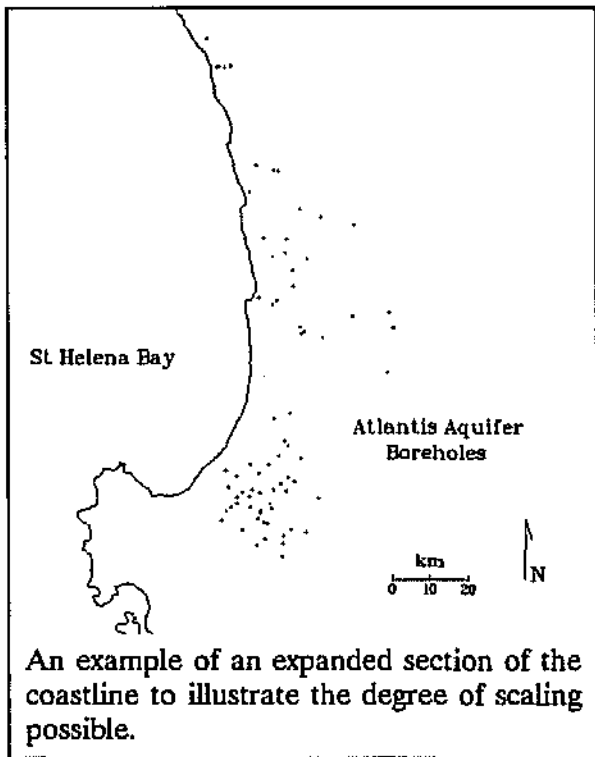 St Helena Bay
Atlantis Aquifer
Boreholes
km
0 10 20
N
An example of an expanded section of the
coastline to illustrate the degree of scaling
possible.